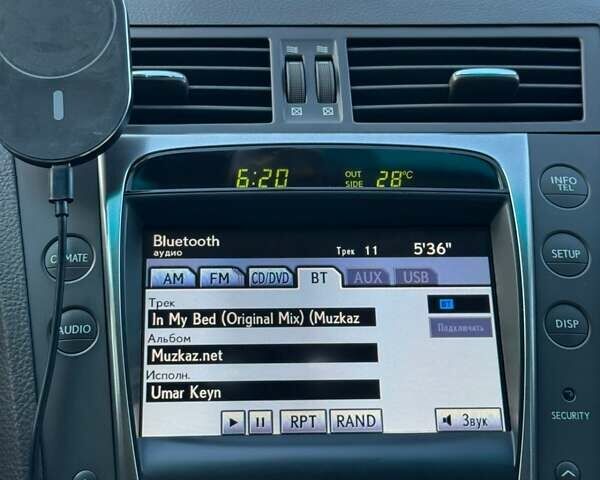 6:20 OUT SIDE 28°C
INFO TEL
Bluetooth
аудио
Трек 11 5'36"
CLIMATE
SETUP
AM FM CD/DVD BT AUX USB
Трек
In My Bed (Original Mix) (Muzkaz
BT
AUDIO
Подключить
DISP
Альбом
Muzkaz.net
Исполн.
Umar Keyn
SECURITY
RPT RAND Звук